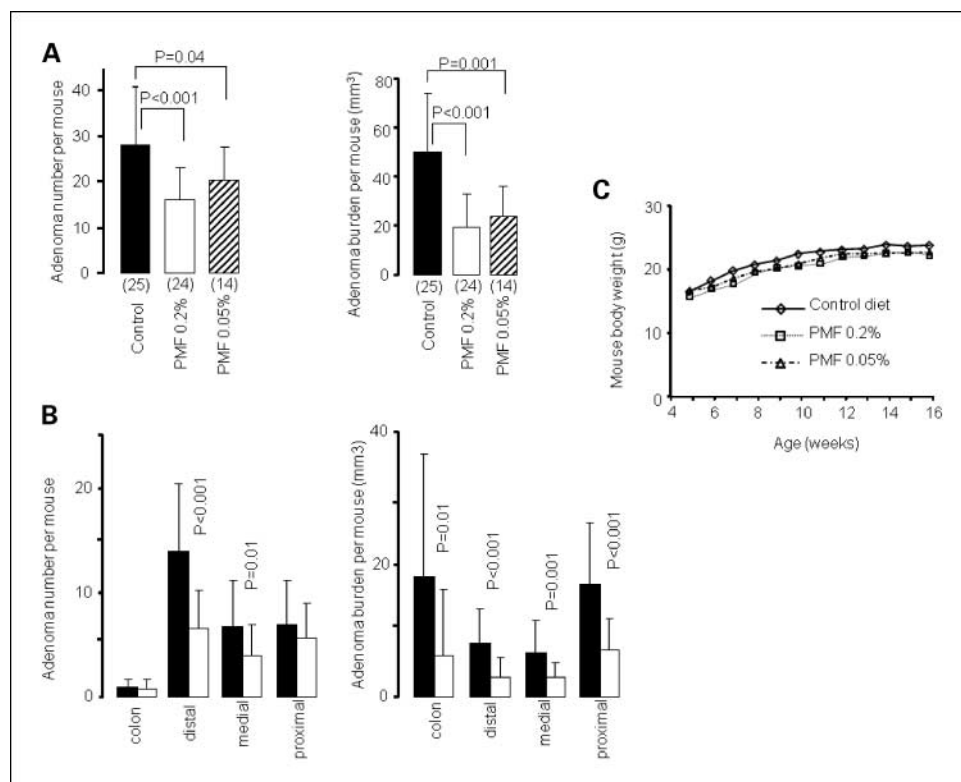 A
P=0.04
P<0.001
Adenoma number per mouse
40
30
20
10
0
(25) (24) (14)
Control
PMF 0.2%
PMF 0.05%
P=0.001
P<0.001
Adenoma burden per mouse (mm³)
80
60
40
20
0
(25) (24) (14)
Control
PMF 0.2%
PMF 0.05%
C
Mouse body weight (g)
30
20
10
0
Control diet
PMF 0.2%
PMF 0.05%
4 6 8 10 12 14 16
Age (weeks)
B
Adenoma number per mouse
20
10
0
P<0.001
P=0.01
colon
distal
medial
proximal
Adenoma burden per mouse (mm3)
40
20
0
P=0.01
P<0.001
P=0.001
P<0.001
colon
distal
medial
proximal